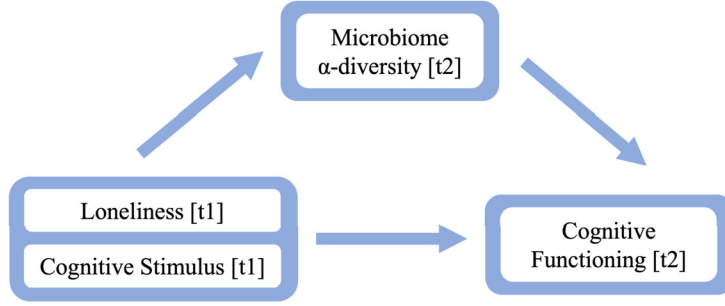 Microbiome
α-diversity [t2]
Loneliness [t1]
Cognitive Stimulus [t1]
Cognitive
Functioning [t2]